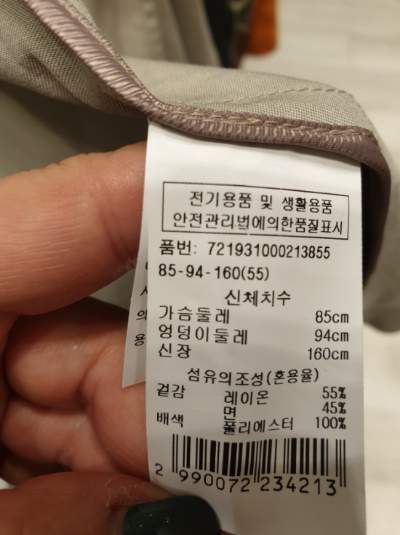 전기용품 및 생활용품
안전관리법에의한품질표시
품번: 721931000213855
85-94-160(55)
신체치수
가슴둘레 85cm
엉덩이둘레 94cm
신장 160cm
섬유의조성(혼용율)
겉감 레이온 55%
면 45%
배색 폴리에스터 100%
2 990072 234213